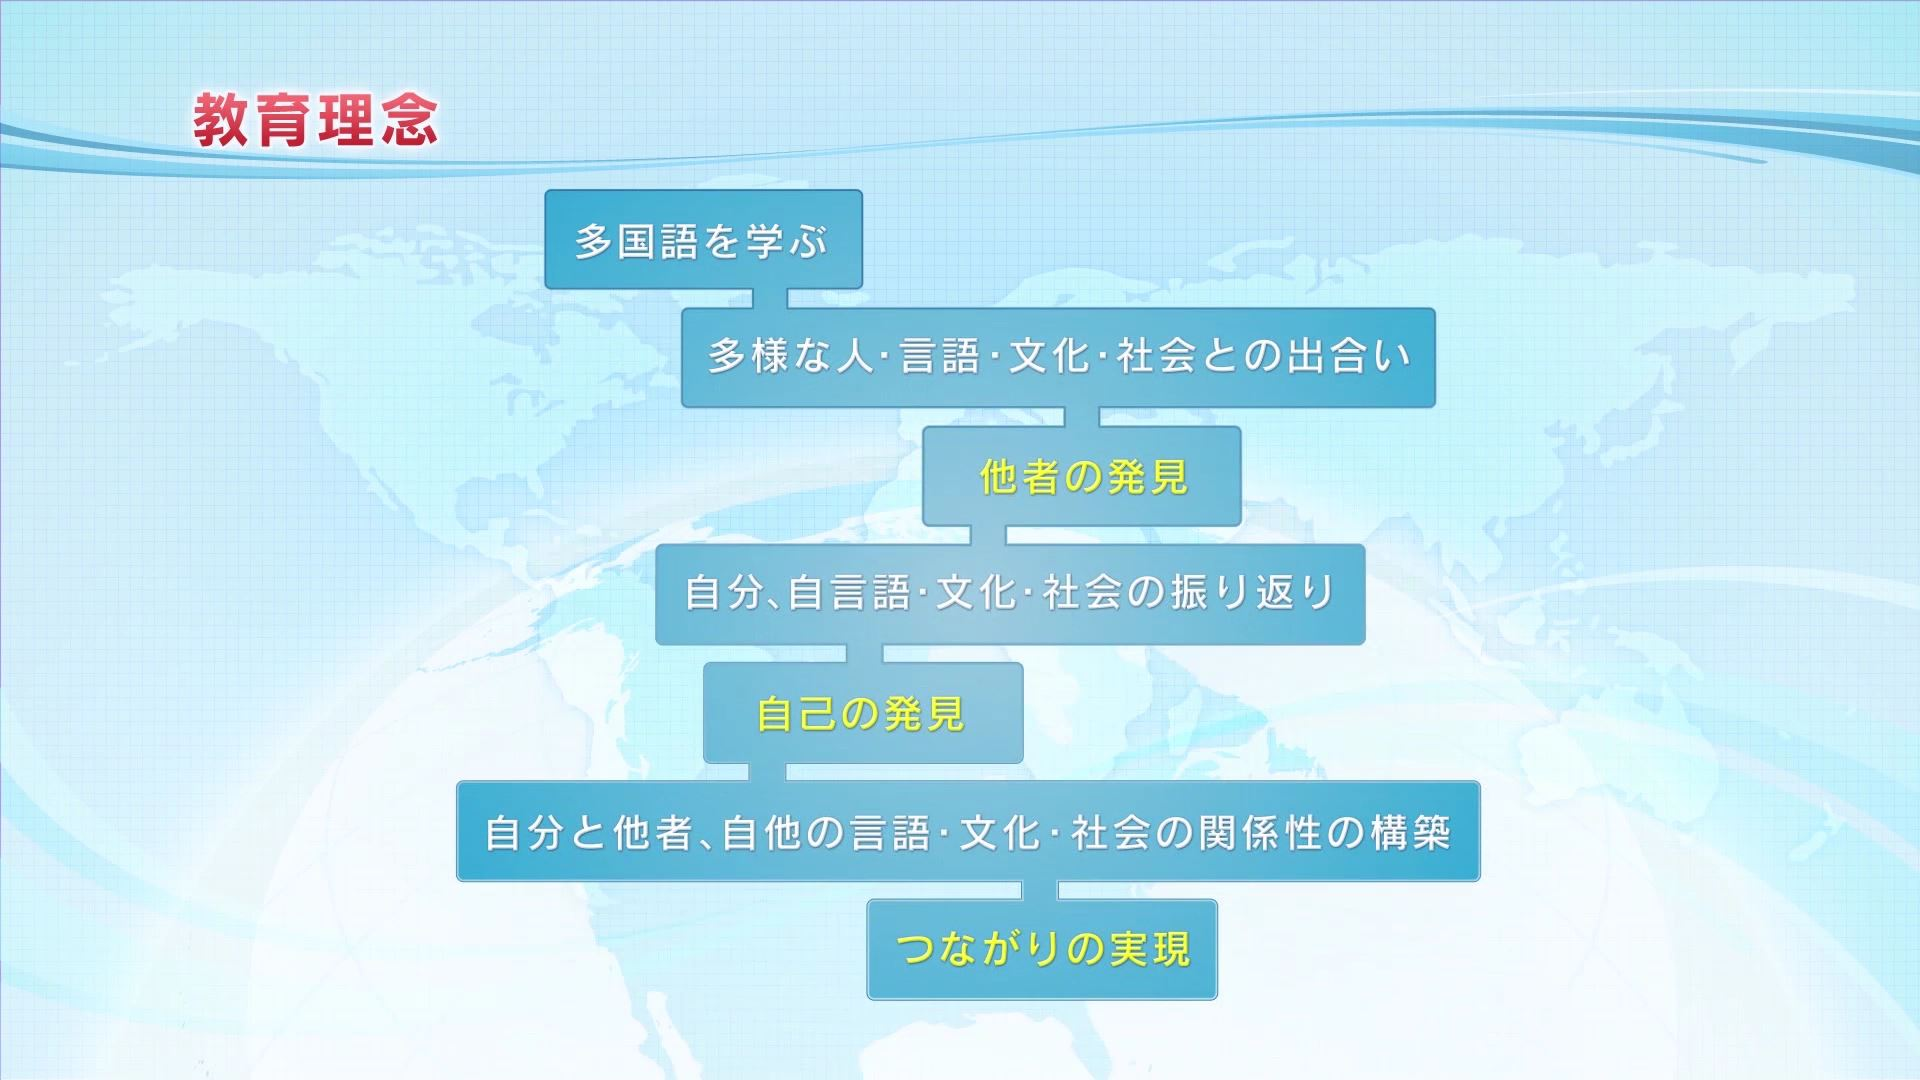 教育理念
多国語を学ぶ
多様な人・言語・文化・社会との出合い
他者の発見
自分、自言語・文化・社会の振り返り
自己の発見
自分と他者、自他の言語・文化・社会の関係性の構築
つながりの実現